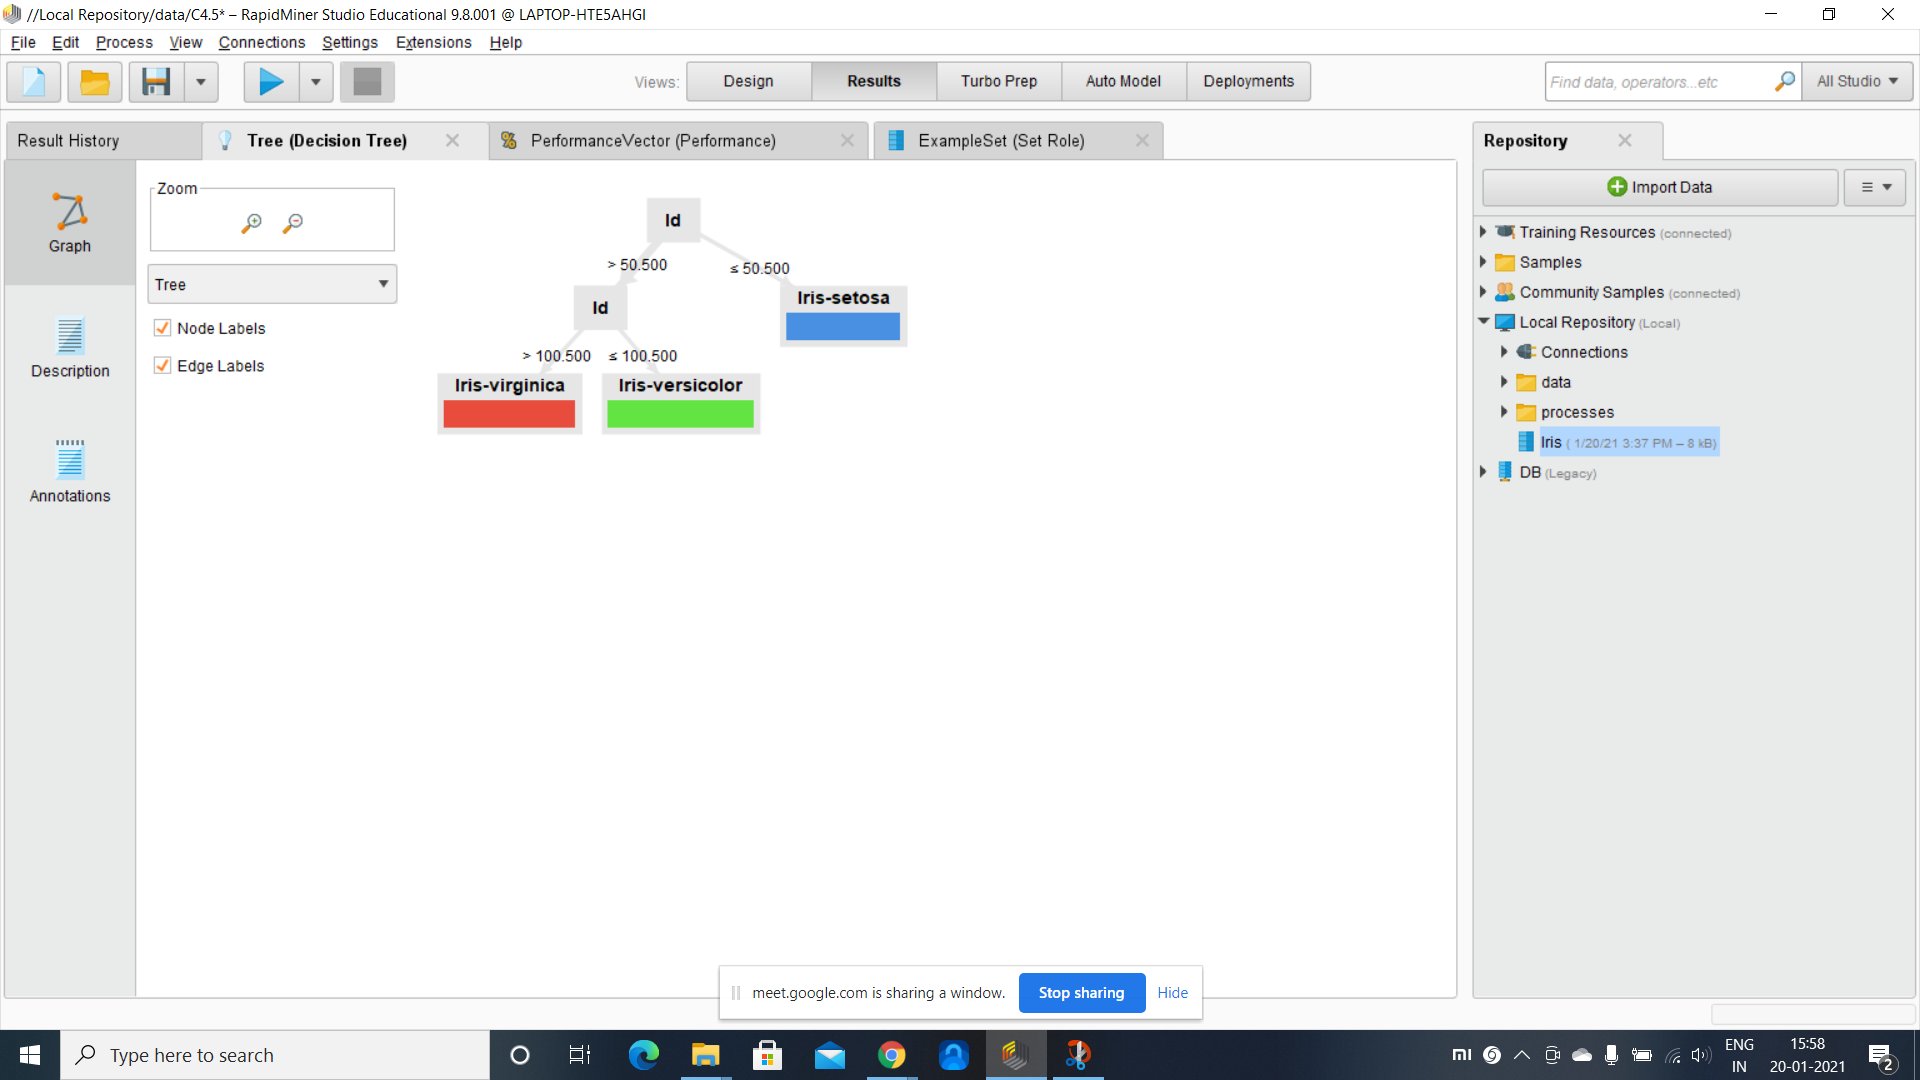 //Local Repository/data/C4.5* – RapidMiner Studio Educational 9.8.001 @ LAPTOP-HTE5AHGI
File Edit Process View Connections Settings Extensions Help
Views: Design Results Turbo Prep Auto Model Deployments
Find data, operators...etc
All Studio
Result History
Tree (Decision Tree)
PerformanceVector (Performance)
ExampleSet (Set Role)
Repository
Zoom
Graph
Tree
Node Labels
Edge Labels
Description
Annotations
Id
> 50.500
≤ 50.500
Id
Iris-setosa
> 100.500
≤ 100.500
Iris-virginica
Iris-versicolor
Import Data
Training Resources (connected)
Samples
Community Samples (connected)
Local Repository (Local)
Connections
data
processes
Iris ( 1/20/21 3:37 PM – 8 kB)
DB (Legacy)
meet.google.com is sharing a window.
Stop sharing
Hide
Type here to search
mi
ENG
IN
15:58
20-01-2021
2